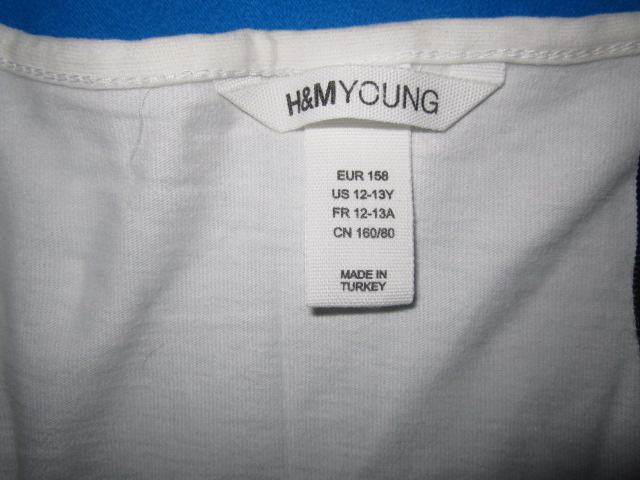 H&MYOUNG
EUR 158
US 12-13Y
FR 12-13A
CN 160/80
MADE IN
TURKEY